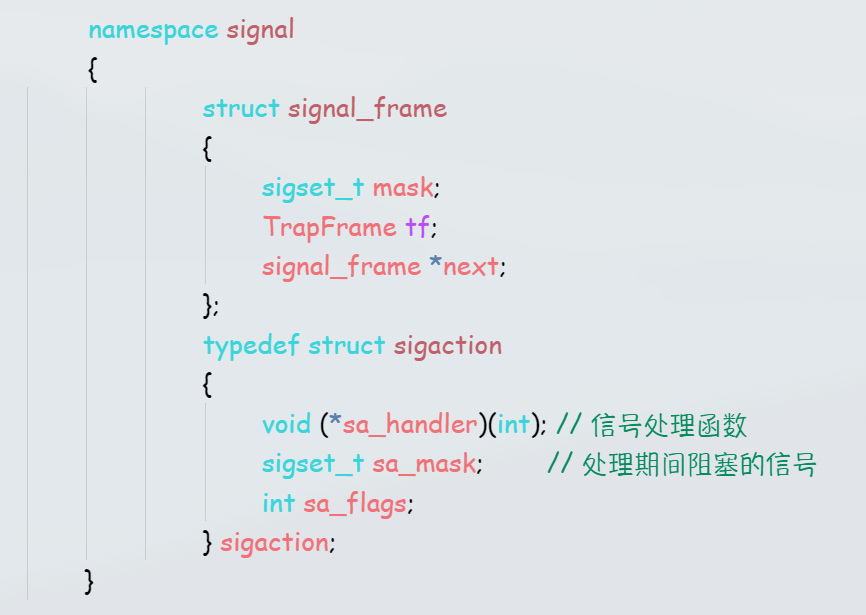 namespace signal
{
struct signal_frame
{
sigset_t mask;
TrapFrame tf;
signal_frame *next;
};
typedef struct sigaction
{
void (*sa_handler)(int); // 信号处理函数
sigset_t sa_mask; // 处理期间阻塞的信号
int sa_flags;
} sigaction;
}